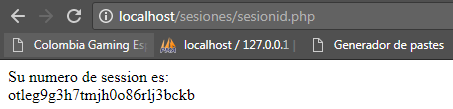 localhost/sesiones/sesionid.php
Colombia Gaming Es
localhost / 127.0.0.1
Generador de pastes
Su numero de session es:
otleg9g3h7tmjh0o86rlj3bckb